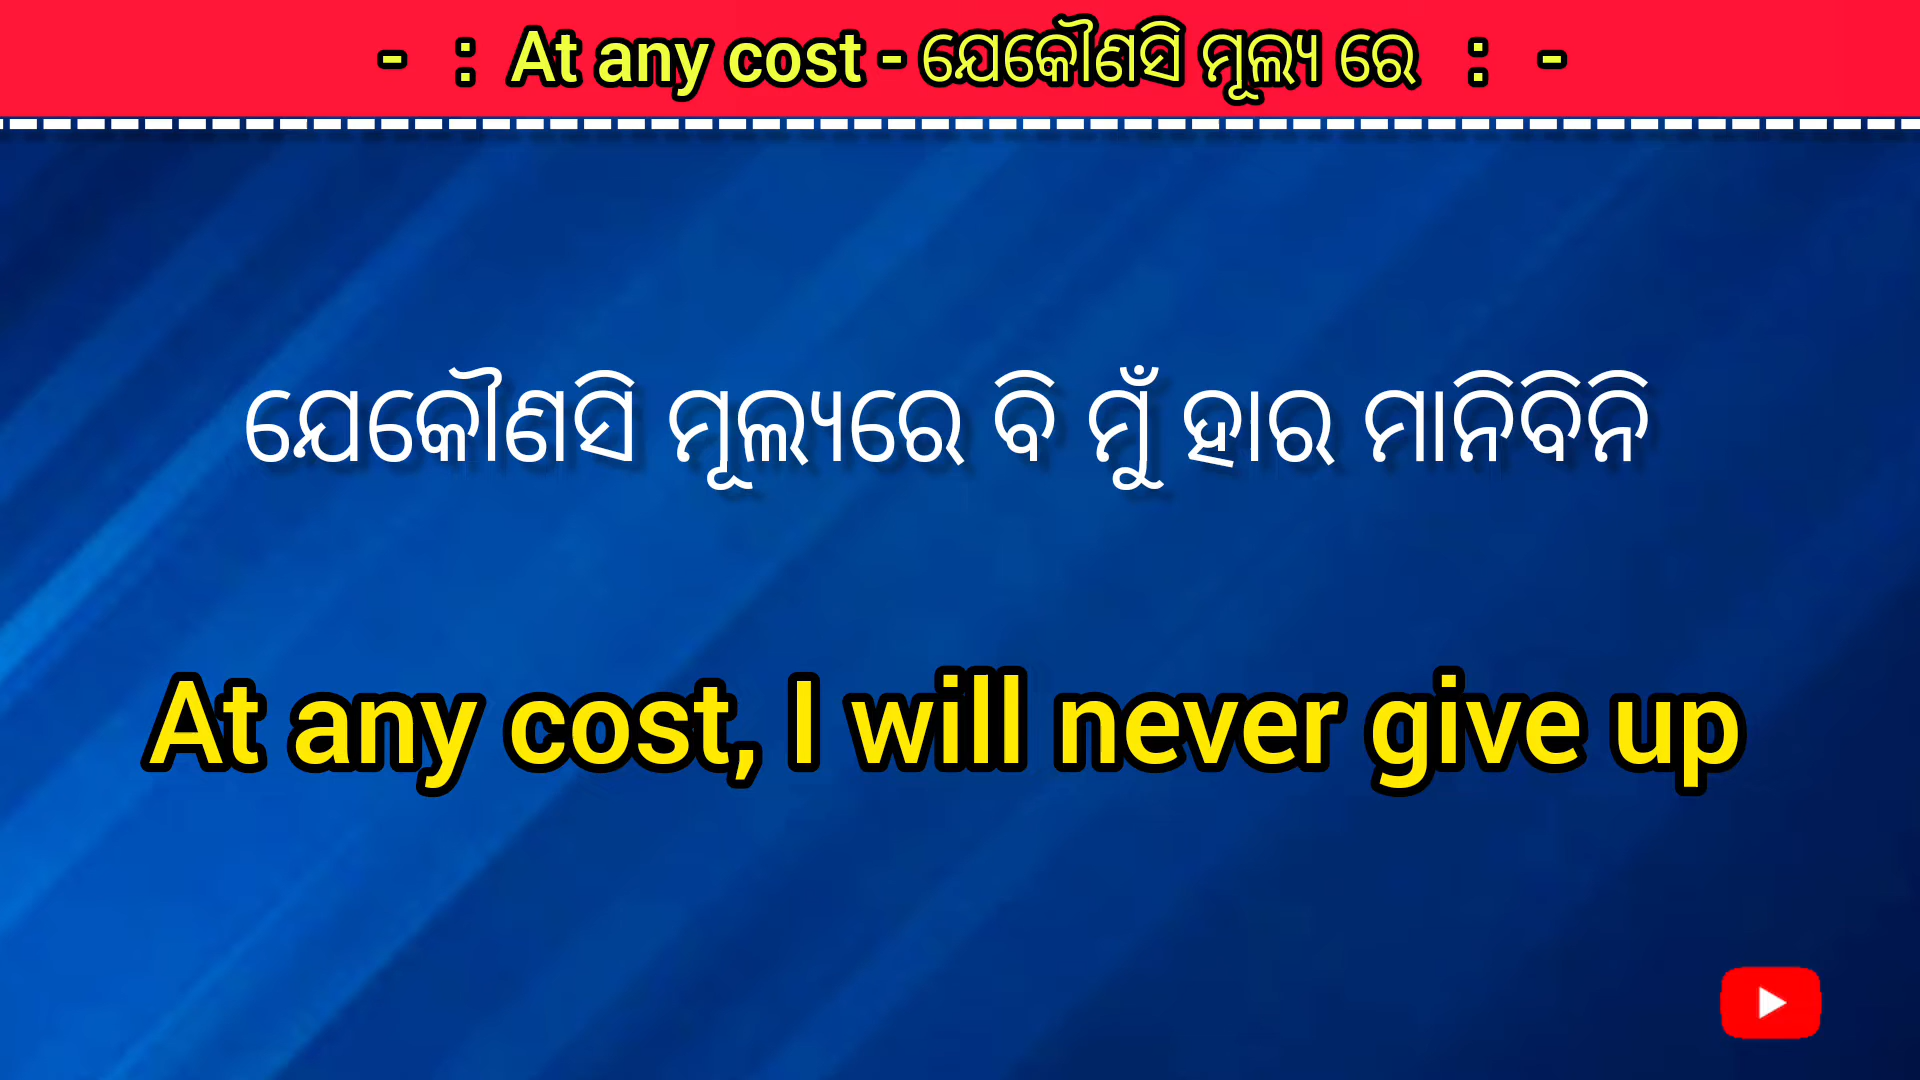 - : At any cost - ଯେକୌଣସି ମୂଲ୍ୟ ରେ : -
ଯେକୌଣସି ମୂଲ୍ୟରେ ବି ମୁଁ ହାର ମାନିବିନି
At any cost, I will never give up